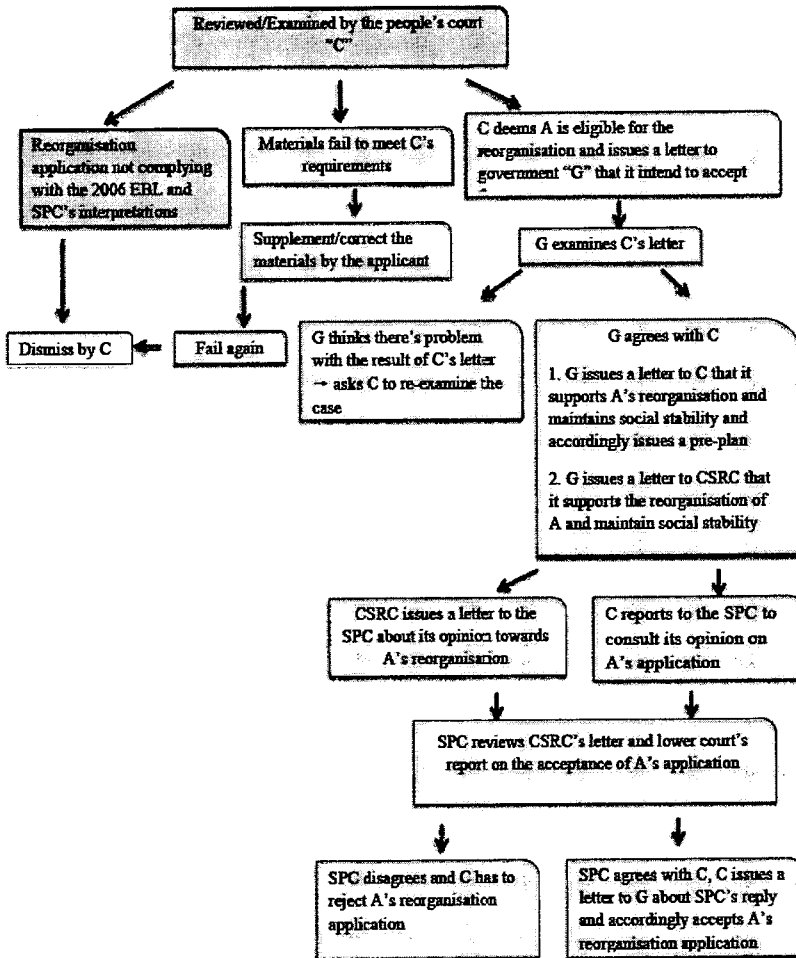 Reviewed/Examined by the people's court
"C"
Reorganisation
application not complying
with the 2006 EBL and
SPC's interpretations
Materials fail to meet C's
requirements
C deems A is eligible for the
reorganisation and issues a letter to
government "G" that it intend to accept
Supplement/correct the
materials by the applicant
G examines C's letter
Dismiss by C
Fail again
G thinks there's problem
with the result of C's letter
→ asks C to re-examine the
case
G agrees with C
1. G issues a letter to C that it
supports A's reorganisation and
maintains social stability and
accordingly issues a pre-plan
2. G issues a letter to CSRC that
it supports the reorganisation of
A and maintain social stability
CSRC issues a letter to the
SPC about its opinion towards
A's reorganisation
C reports to the SPC to
consult its opinion on
A's application
SPC reviews CSRC's letter and lower court's
report on the acceptance of A's application
SPC disagrees and C has to
reject A's reorganisation
application
SPC agrees with C, C issues a
letter to G about SPC's reply
and accordingly accepts A's
reorganisation application